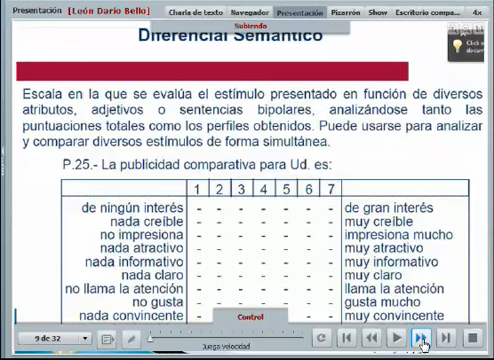 Presentación [León Darío Bello] Charla de texto Navegador Presentación Pizarrón Show Escritorio compa... 4x
Subiendo
Diferencial Semántico
Escala en la que se evalúa el estímulo presentado en función de diversos
atributos, adjetivos o sentencias bipolares, analizándose tanto las
puntuaciones totales como los perfiles obtenidos. Puede usarse para analizar
y comparar diversos estímulos de forma simultánea.
P.25.- La publicidad comparativa para Ud. es:
1 2 3 4 5 6 7
de ningún interés - - - - - - - de gran interés
nada creíble - - - - - - - muy creíble
no impresiona - - - - - - - impresiona mucho
nada atractivo - - - - - - - muy atractivo
nada informativo - - - - - - - muy informativo
nada claro - - - - - - - muy claro
no llama la atención - - - - - - - llama la atención
no gusta - - - - - - - gusta mucho
nada convincente - - - - - - - muy convincente
Control
9 de 32
Juega velocidad